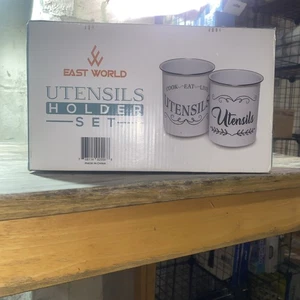 EAST WORLD
UTENSILS
HOLDER
SET
COOK • EAT • LIVE
UTENSILS
Utensils